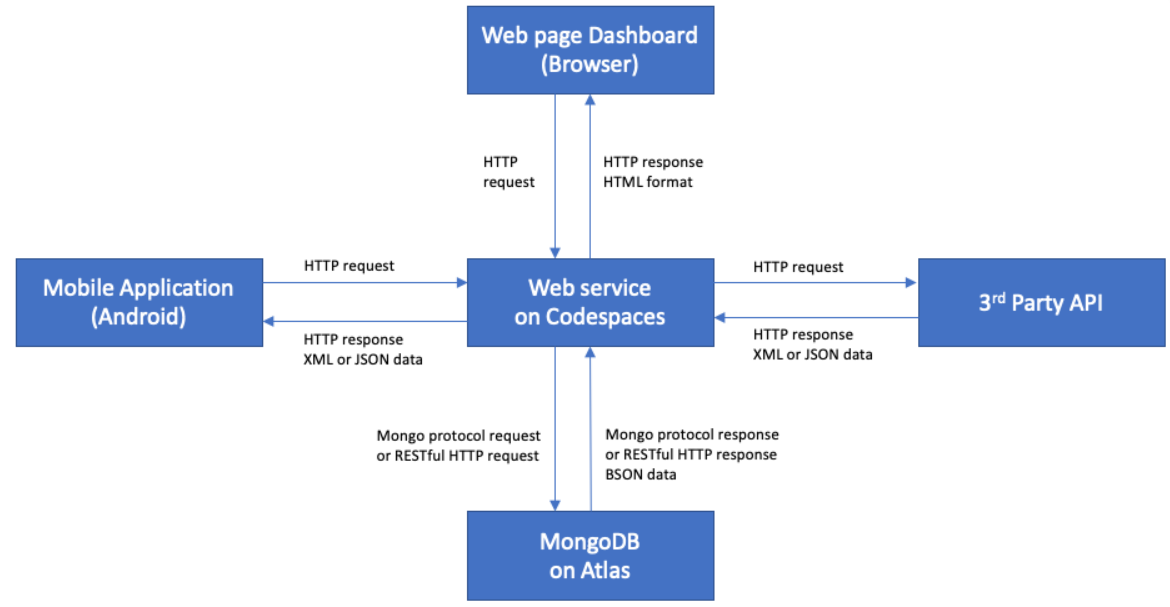 Web page Dashboard
(Browser)
HTTP
request
HTTP response
HTML format
Mobile Application
(Android)
HTTP request
HTTP response
XML or JSON data
Web service
on Codespaces
HTTP request
HTTP response
XML or JSON data
3rd Party API
Mongo protocol request
or RESTful HTTP request
Mongo protocol response
or RESTful HTTP response
BSON data
MongoDB
on Atlas